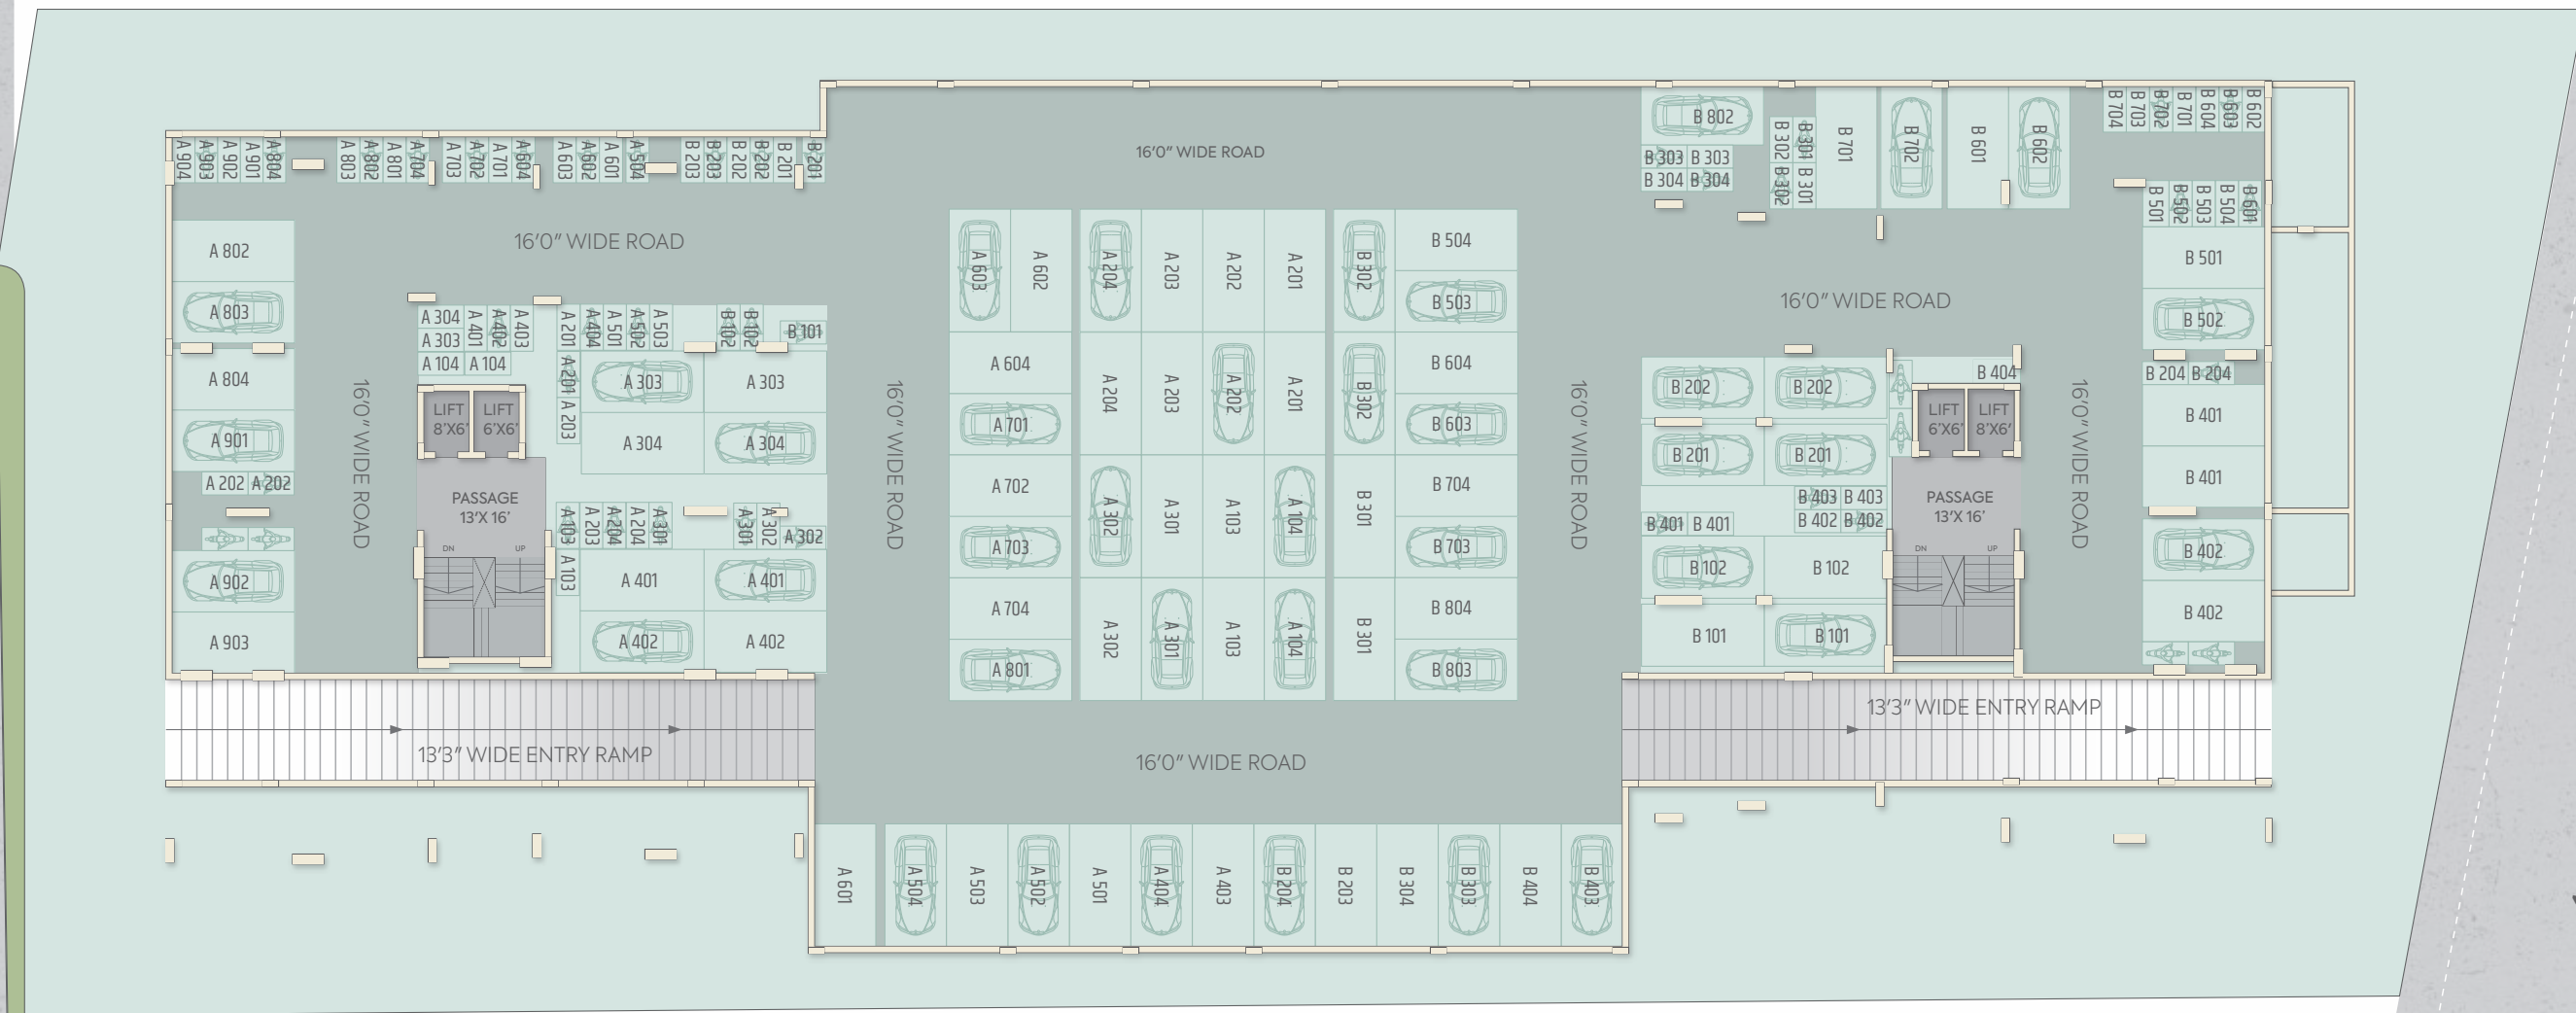 A 904
A 903
A 902
A 901
A 804
A 803
A 802
A 801
A 704
A 703
A 702
A 701
A 604
A 603
A 602
A 601
A 504
B 203
B 203
B 202
B 202
B 201
B 201
16'0" WIDE ROAD
A 802
A 803
A 804
A 901
A 202
A 202
A 902
A 903
16'0" WIDE ROAD
A 304
A 303
A 401
A 402
A 403
A 104
A 104
A 201
A 404
A 501
A 502
A 503
B 102
B 102
B 101
A 201
A 203
A 303
A 303
A 304
A 304
LIFT
8'X6'
LIFT
6'X6'
PASSAGE
13'X 16'
DN
UP
A 103
A 203
A 204
A 204
A 301
A 301
A 302
A 302
A 103
A 401
A 401
A 402
A 402
13'3" WIDE ENTRY RAMP
16'0" WIDE ROAD
16'0" WIDE ROAD
A 603
A 602
A 604
A 701
A 702
A 703
A 704
A 801
A 204
A 203
A 202
A 201
A 204
A 203
A 202
A 201
A 302
A 301
A 103
A 104
A 302
A 301
A 103
A 104
B 302
B 302
B 301
B 301
B 504
B 503
B 604
B 603
B 704
B 703
B 804
B 803
16'0" WIDE ROAD
A 601
A 504
A 503
A 502
A 501
A 404
A 403
B 204
B 203
B 304
B 303
B 404
B 403
16'0" WIDE ROAD
B 802
B 303
B 303
B 304
B 304
B 302
B 301
B 302
B 301
B 701
B 702
B 601
B 602
B 704
B 703
B 702
B 701
B 604
B 603
B 602
16'0" WIDE ROAD
B 501
B 502
B 503
B 504
B 601
B 501
B 502
B 204
B 204
B 401
B 401
B 402
B 402
B 202
B 202
B 201
B 201
B 403
B 403
B 402
B 402
B 401
B 401
B 102
B 102
B 101
B 101
B 404
LIFT
6'X6'
LIFT
8'X6'
PASSAGE
13'X 16'
DN
UP
16'0" WIDE ROAD
13'3" WIDE ENTRY RAMP